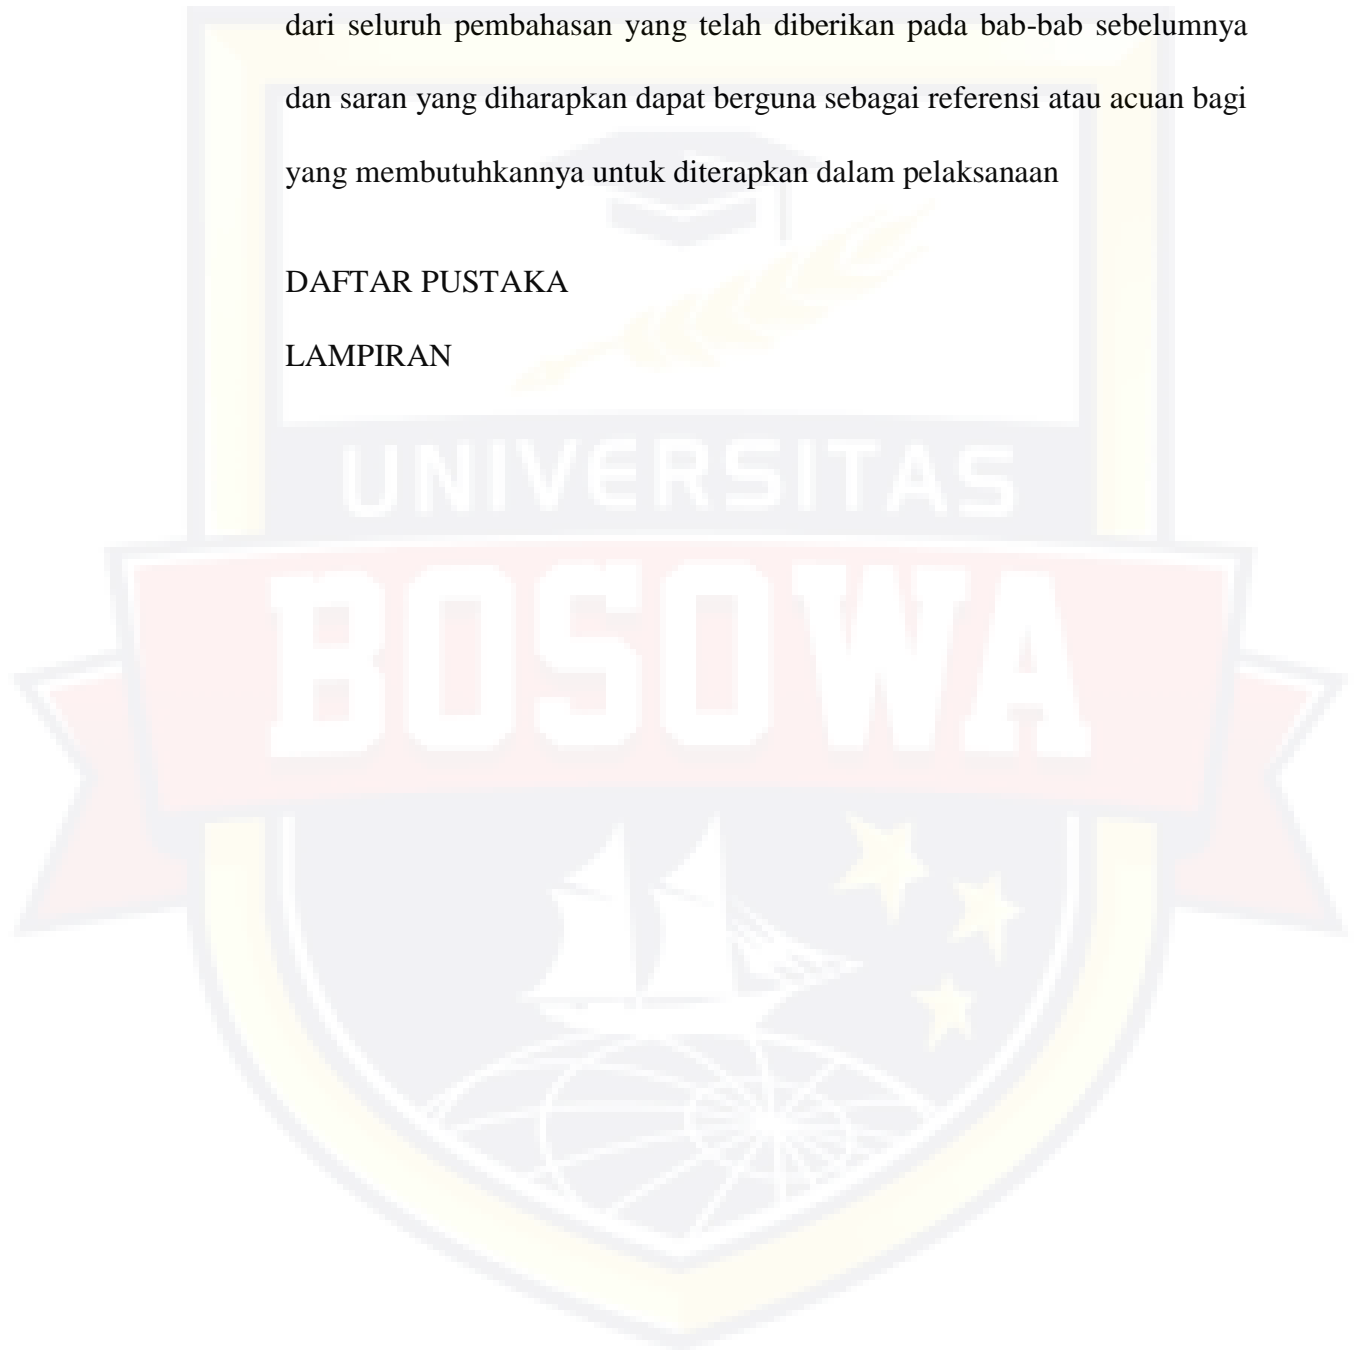 dari seluruh pembahasan yang telah diberikan pada bab-bab sebelumnya
dan saran yang diharapkan dapat berguna sebagai referensi atau acuan bagi
yang membutuhkannya untuk diterapkan dalam pelaksanaan
DAFTAR PUSTAKA
LAMPIRAN
UNIVERSITAS
BOSOWA